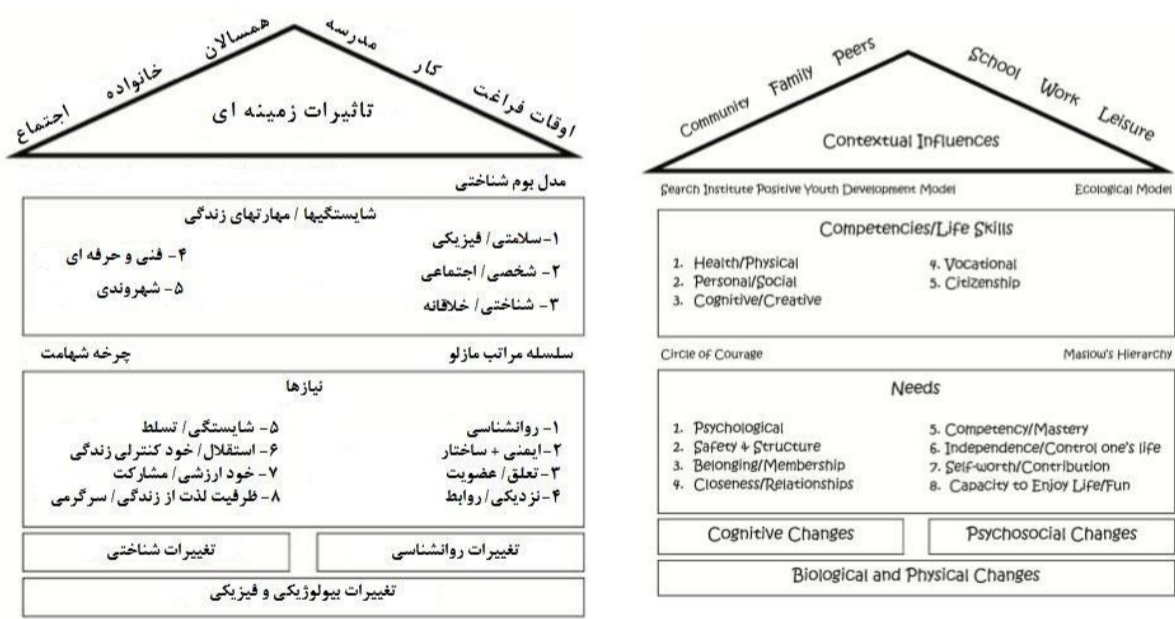 اجتماع خانواده همسالان مدرسه کار اوقات فراغت
تاثیرات زمینه ای
مدل بوم شناختی
شایستگیها / مهارتهای زندگی
۱-سلامتی/ فیزیکی
۲- شخصی/ اجتماعی
۳- شناختی/ خلاقانه
۴- فنی و حرفه ای
۵- شهروندی
سلسله مراتب مازلو چرخه شهامت
نیازها
۱- روانشناسی
۲-ایمنی + ساختار
۳-تعلق/ عضویت
۴-نزدیکی/ روابط
۵- شایستگی/ تسلط
۶- استقلال/ خود کنترلی زندگی
۷- خود ارزشی/ مشارکت
۸- ظرفیت لذت از زندگی/ سرگرمی
تغییرات روانشناسی
تغییرات شناختی
تغییرات بیولوژیکی و فیزیکی
Community Family Peers School Work Leisure
Contextual Influences
Search Institute Positive Youth Development Model Ecological Model
Competencies/Life Skills
1. Health/Physical
2. Personal/Social
3. Cognitive/Creative
4. Vocational
5. Citizenship
Circle of Courage Maslow's Hierarchy
Needs
1. Psychological
2. Safety & Structure
3. Belonging/Membership
4. Closeness/Relationships
5. Competency/Mastery
6. Independence/Control one's life
7. Self-worth/Contribution
8. Capacity to Enjoy Life/Fun
Cognitive Changes
Psychosocial Changes
Biological and Physical Changes